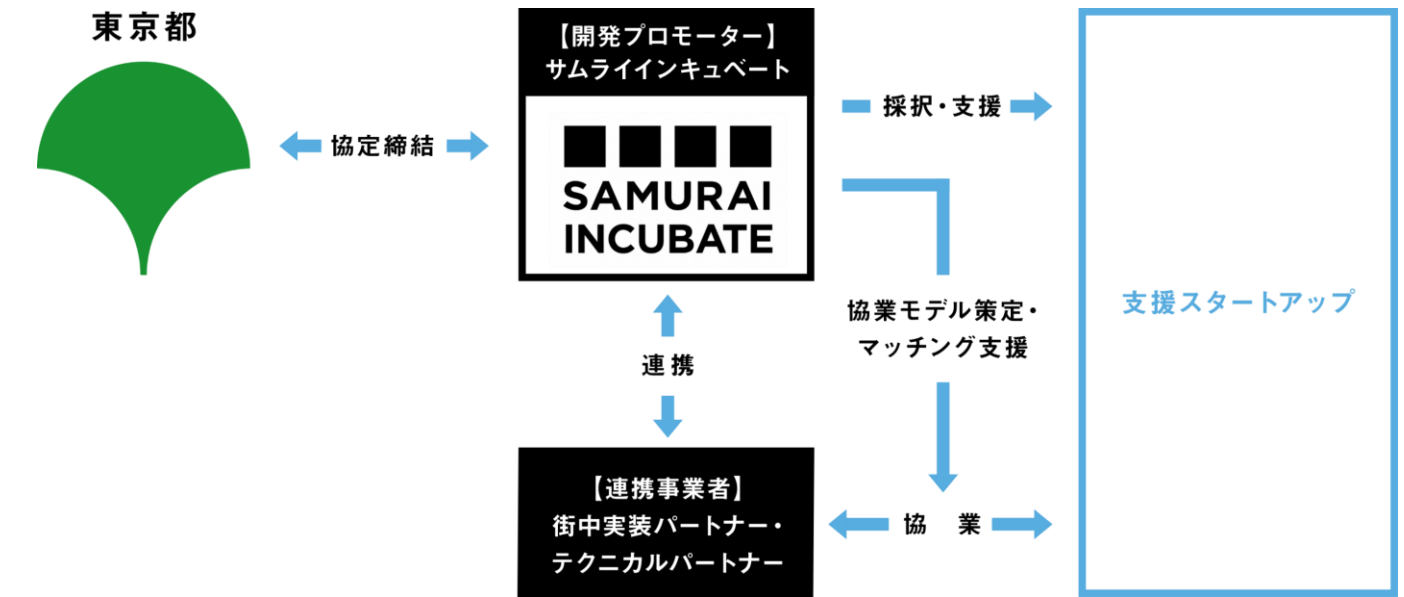 東京都
協定締結
【開発プロモーター】
サムライインキュベート
SAMURAI
INCUBATE
採択・支援
協業モデル策定・
マッチング支援
連携
【連携事業者】
街中実装パートナー・
テクニカルパートナー
協　業
支援スタートアップ